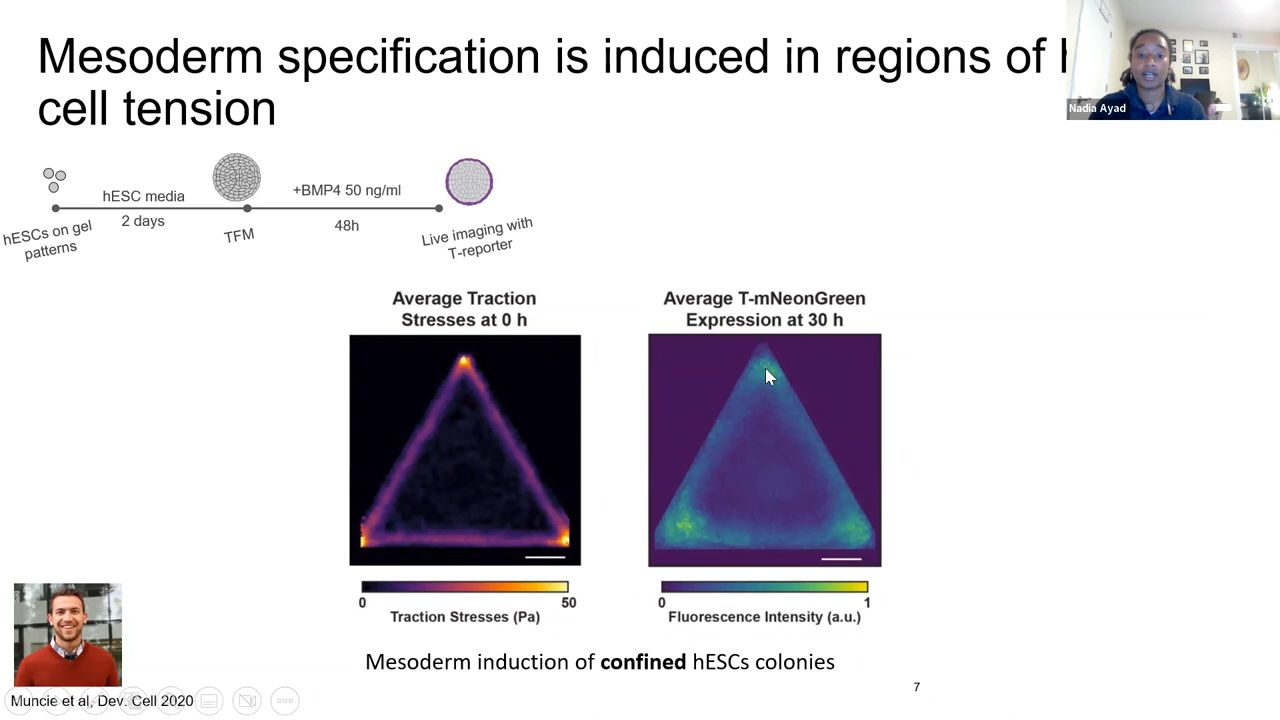 Mesoderm specification is induced in regions of
cell tension
Nadia Ayad
hESC media
2 days
+BMP4 50 ng/ml
48h
hESCs on gel
patterns
TFM
Live imaging with
T-reporter
Average Traction
Stresses at 0 h
Average T-mNeonGreen
Expression at 30 h
0
50
Traction Stresses (Pa)
0
1
Fluorescence Intensity (a.u.)
Mesoderm induction of confined hESCs colonies
7
Muncie et al, Dev. Cell 2020